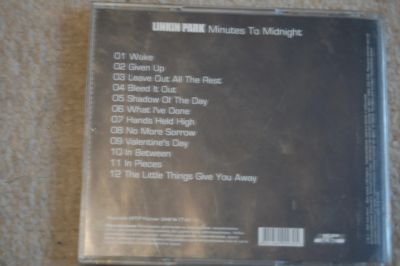 LINKIN PARK Minutes To Midnight
01 Wake
02 Given Up
03 Leave Out All The Rest
04 Bleed It Out
05 Shadow Of The Day
06 What I've Done
07 Hands Held High
08 No More Sorrow
09 Valentine's Day
10 In Between
11 In Pieces
12 The Little Things Give You Away